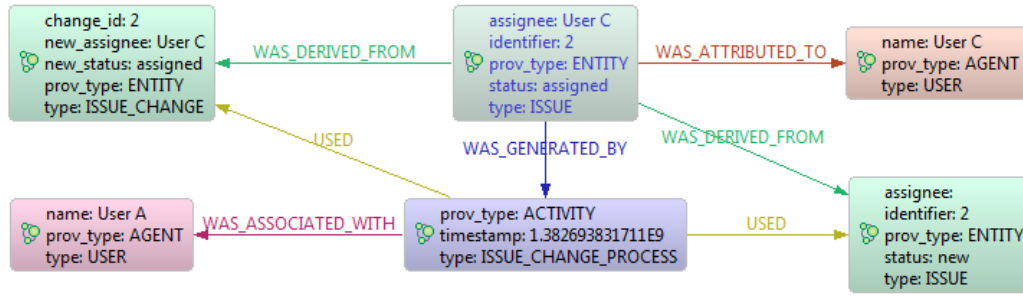 change_id: 2
new_assignee: User C
new_status: assigned
prov_type: ENTITY
type: ISSUE_CHANGE
WAS_DERIVED_FROM
assignee: User C
identifier: 2
prov_type: ENTITY
status: assigned
type: ISSUE
WAS_ATTRIBUTED_TO
name: User C
prov_type: AGENT
type: USER
USED
WAS_GENERATED_BY
WAS_DERIVED_FROM
name: User A
prov_type: AGENT
type: USER
WAS_ASSOCIATED_WITH
prov_type: ACTIVITY
timestamp: 1.382693831711E9
type: ISSUE_CHANGE_PROCESS
USED
assignee:
identifier: 2
prov_type: ENTITY
status: new
type: ISSUE